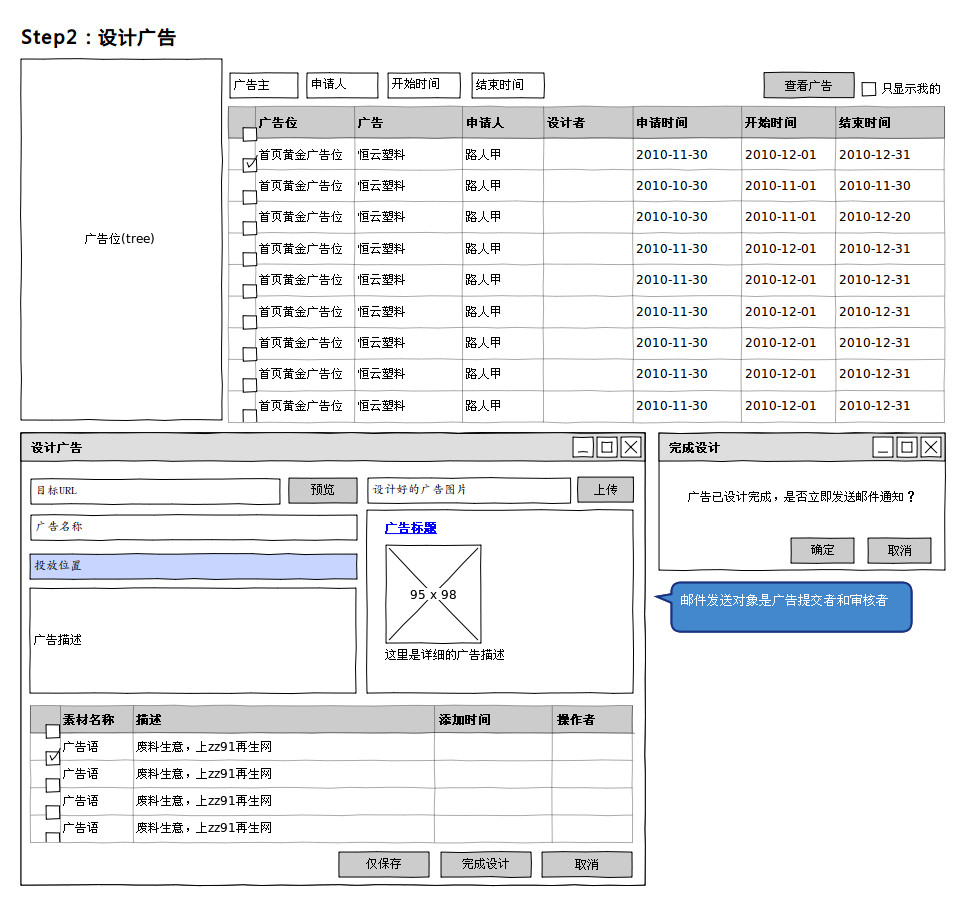 Step2：设计广告
广告主 申请人 开始时间 结束时间 查看广告 只显示我的
广告位(tree)
广告位 广告 申请人 设计者 申请时间 开始时间 结束时间
首页黄金广告位 恒云塑料 路人甲 2010-11-30 2010-12-01 2010-12-31
首页黄金广告位 恒云塑料 路人甲 2010-10-30 2010-11-01 2010-11-30
首页黄金广告位 恒云塑料 路人甲 2010-10-30 2010-11-01 2010-12-20
首页黄金广告位 恒云塑料 路人甲 2010-11-30 2010-12-01 2010-12-31
首页黄金广告位 恒云塑料 路人甲 2010-11-30 2010-12-01 2010-12-31
首页黄金广告位 恒云塑料 路人甲 2010-11-30 2010-12-01 2010-12-31
首页黄金广告位 恒云塑料 路人甲 2010-11-30 2010-12-01 2010-12-31
首页黄金广告位 恒云塑料 路人甲 2010-11-30 2010-12-01 2010-12-31
首页黄金广告位 恒云塑料 路人甲 2010-11-30 2010-12-01 2010-12-31
设计广告
目标URL 预览 设计好的广告图片 上传
广告名称
投放位置
广告描述
广告标题
95 x 98
这里是详细的广告描述
素材名称 描述 添加时间 操作者
广告语 废料生意，上zz91再生网
广告语 废料生意，上zz91再生网
广告语 废料生意，上zz91再生网
广告语 废料生意，上zz91再生网
仅保存 完成设计 取消
完成设计
广告已设计完成，是否立即发送邮件通知？
确定 取消
邮件发送对象是广告提交者和审核者